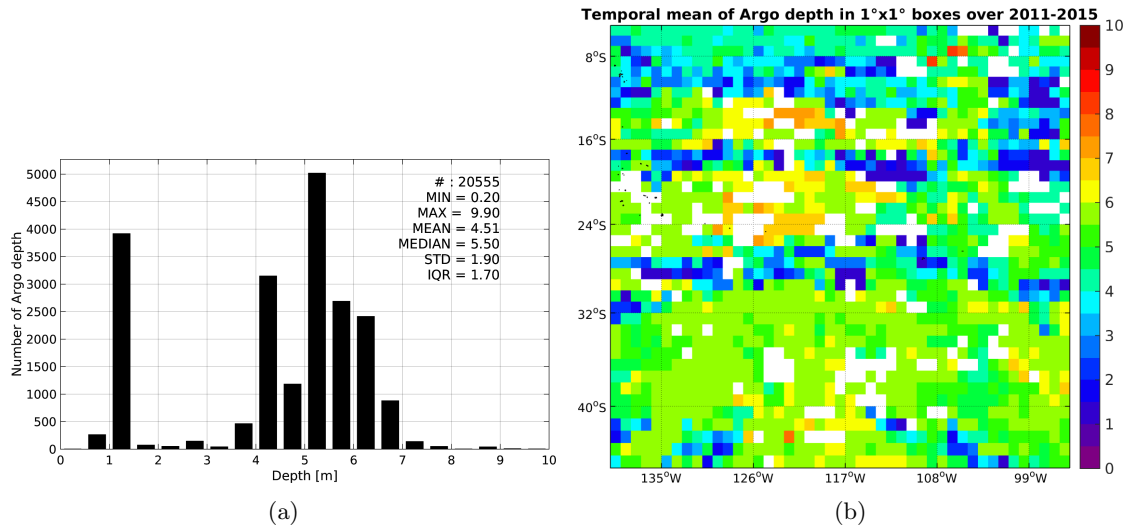 Temporal mean of Argo depth in 1°x1° boxes over 2011-2015
5000
4500
4000
3500
3000
2500
2000
1500
1000
500
0
Number of Argo depth
# : 20555
MIN = 0.20
MAX = 9.90
MEAN = 4.51
MEDIAN = 5.50
STD = 1.90
IQR = 1.70
0 1 2 3 4 5 6 7 8 9 10
Depth [m]
(a)
8°S
16°S
24°S
32°S
40°S
135°W 126°W 117°W 108°W 99°W
10
9
8
7
6
5
4
3
2
1
0
(b)